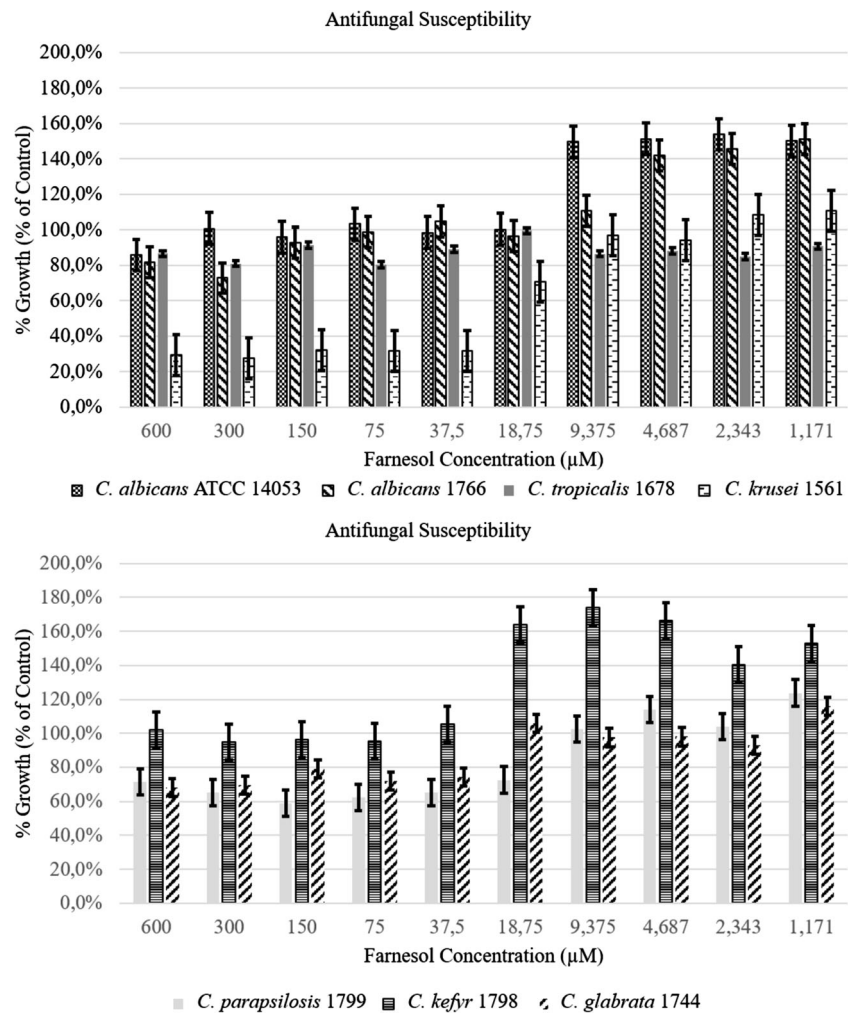 Antifungal Susceptibility
200,0%
180,0%
160,0%
140,0%
120,0%
100,0%
80,0%
60,0%
40,0%
20,0%
0,0%
% Growth (% of Control)
600 300 150 75 37,5 18,75 9,375 4,687 2,343 1,171
Farnesol Concentration (µM)
C. albicans ATCC 14053 C. albicans 1766 C. tropicalis 1678 C. krusei 1561
Antifungal Susceptibility
200,0%
180,0%
160,0%
140,0%
120,0%
100,0%
80,0%
60,0%
40,0%
20,0%
0,0%
% Growth (% of Control)
600 300 150 75 37,5 18,75 9,375 4,687 2,343 1,171
Farnesol Concentration (µM)
C. parapsilosis 1799 C. kefyr 1798 C. glabrata 1744